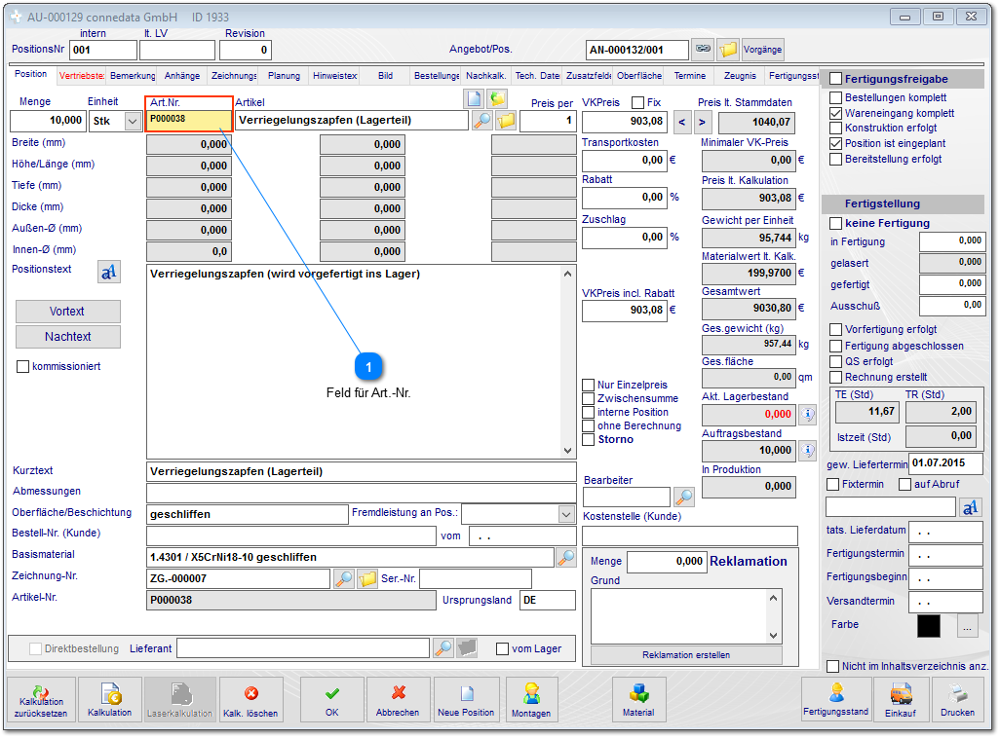 AU-000129 connedata GmbH ID 1933
intern lt. LV Revision
PositionsNr 001 0 Angebot/Pos. AN-000132/001 Vorgänge
Position Vertriebste: Bemerkung Anhänge Zeichnungs Planung Hinweistex Bild Bestellunge Nachkalk. Tech. Date Zusatzfelde Oberfläche Termine Zeugnis Fertigungsst
Menge Einheit Art.Nr. Artikel Preis per VKPreis Fix Preis lt. Stammdaten
10,000 Stk P000038 Verriegelungszapfen (Lagerteil) 1 903,08 < > 1040,07
Breite (mm) 0,000 0,000
Höhe/Länge (mm) 0,000 0,000
Tiefe (mm) 0,000 0,000
Dicke (mm) 0,000 0,000
Außen-Ø (mm) 0,000 0,000
Innen-Ø (mm) 0,0 0,000
Positionstext aA
Verriegelungszapfen (wird vorgefertigt ins Lager)
Vortext
Nachtext
kommissioniert
1
Feld für Art.-Nr.
Transportkosten
0,00 €
Rabatt
0,00 %
Zuschlag
0,00 %
VKPreis incl. Rabatt
903,08 €
Minimaler VK-Preis
0,00 €
Preis lt. Kalkulation
903,08 €
Gewicht per Einheit
95,744 kg
Materialwert lt. Kalk.
199,9700 €
Gesamtwert
9030,80 €
Ges.gewicht (kg)
957,44 kg
Ges.fläche
0,00 qm
Akt. Lagerbestand
0,000
Auftragsbestand
10,000
In Produktion
0,000
Nur Einzelpreis
Zwischensumme
interne Position
ohne Berechnung
Storno
Bearbeiter
Kostenstelle (Kunde)
Kurztext Verriegelungszapfen (Lagerteil)
Abmessungen
Oberfläche/Beschichtung geschliffen Fremdleistung an Pos.:
Bestell-Nr. (Kunde) vom . .
Basismaterial 1.4301 / X5CrNi18-10 geschliffen
Zeichnung-Nr. ZG.-000007 Ser.-Nr.
Artikel-Nr. P000038 Ursprungsland DE
Direktbestellung Lieferant vom Lager
Menge 0,000 Reklamation
Grund
Reklamation erstellen
Fertigungsfreigabe
Bestellungen komplett
Wareneingang komplett
Konstruktion erfolgt
Position ist eingeplant
Bereitstellung erfolgt
Fertigstellung
keine Fertigung
in Fertigung 0,000
gelasert 0,000
gefertigt 0,000
Ausschuß 0,00
Vorfertigung erfolgt
Fertigung abgeschlossen
QS erfolgt
Rechnung erstellt
TE (Std) TR (Std)
11,67 2,00
Istzeit (Std) 0,00
gew. Liefertermin 01.07.2015
Fixtermin auf Abruf
aA
tats. Lieferdatum . .
Fertigungstermin . .
Fertigungsbeginn . .
Versandtermin . .
Farbe ...
Nicht im Inhaltsverzeichnis anz.
Kalkulation zurücksetzen Kalkulation Laserkalkulation Kalk. löschen OK Abbrechen Neue Position Montagen Material Fertigungsstand Einkauf Drucken